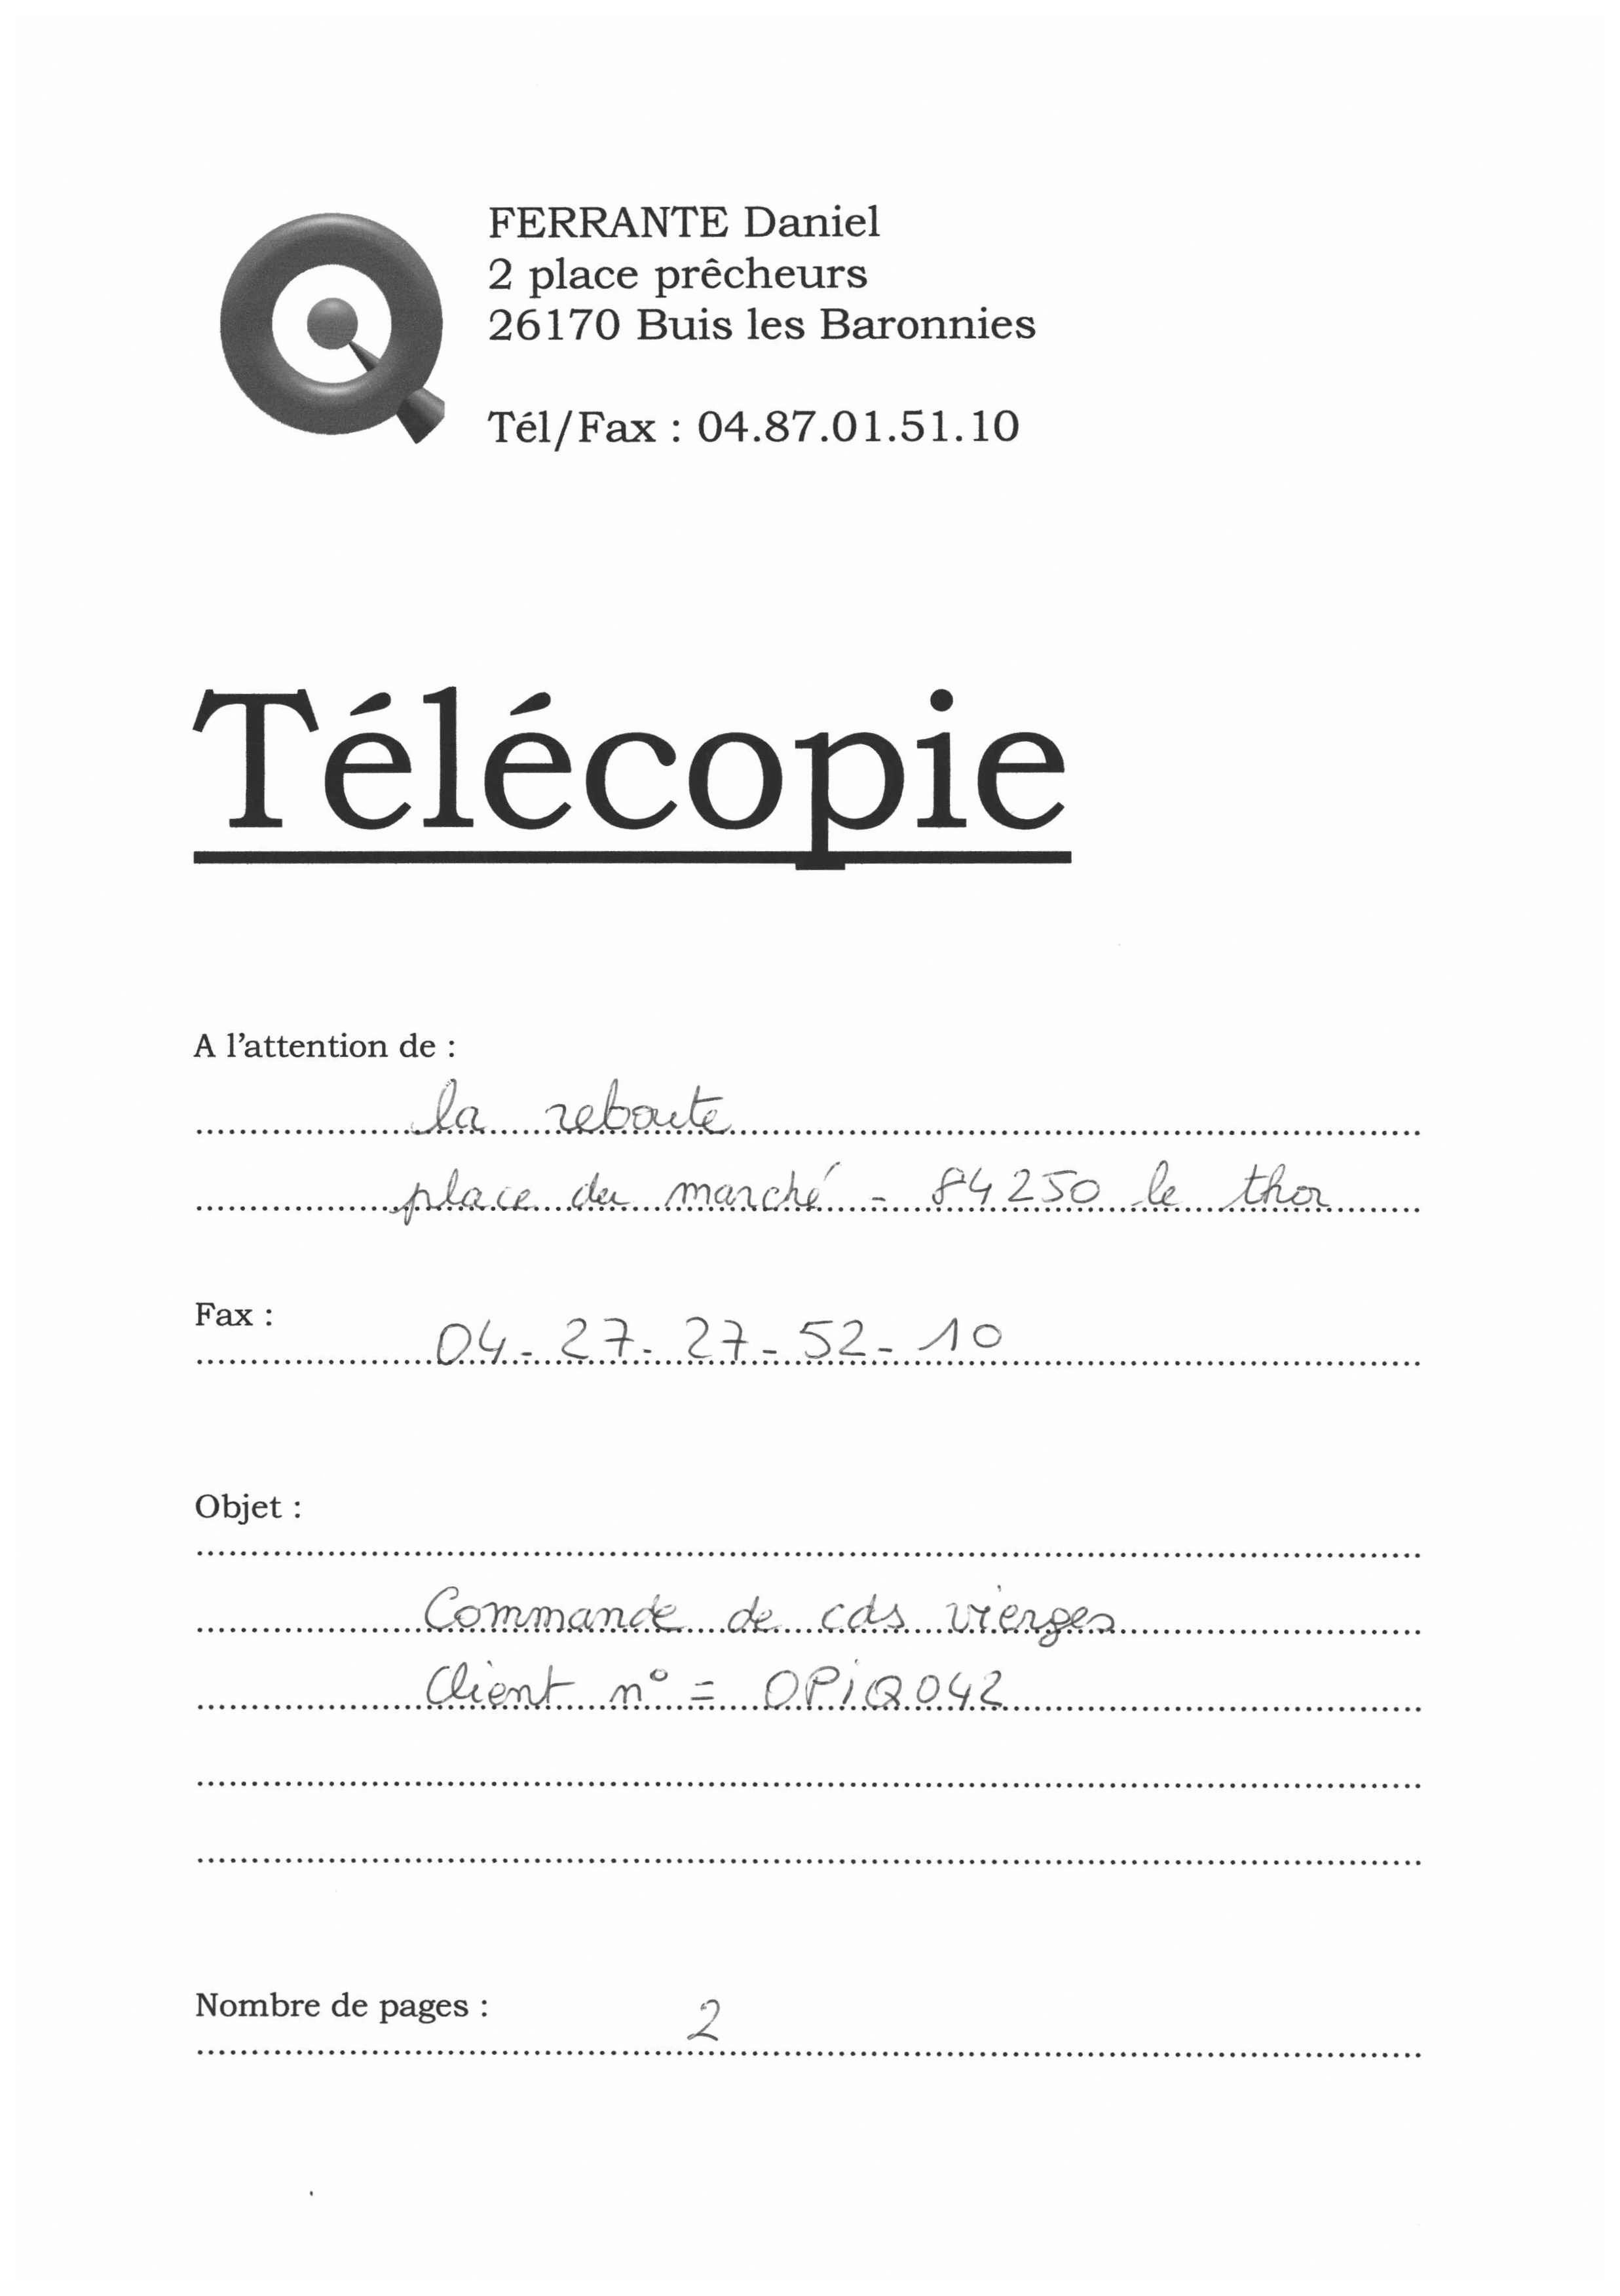 FERRANTE Daniel
2 place prêcheurs
26170 Buis les Baronnies
Tél/Fax : 04.87.01.51.10
Télécopie
A l'attention de :
la reboute
place du marché - 84250 le thor
Fax :
04-27-27-52-10
Objet :
Commande de cds vierges
Client n° = OPiQ042
Nombre de pages :
2